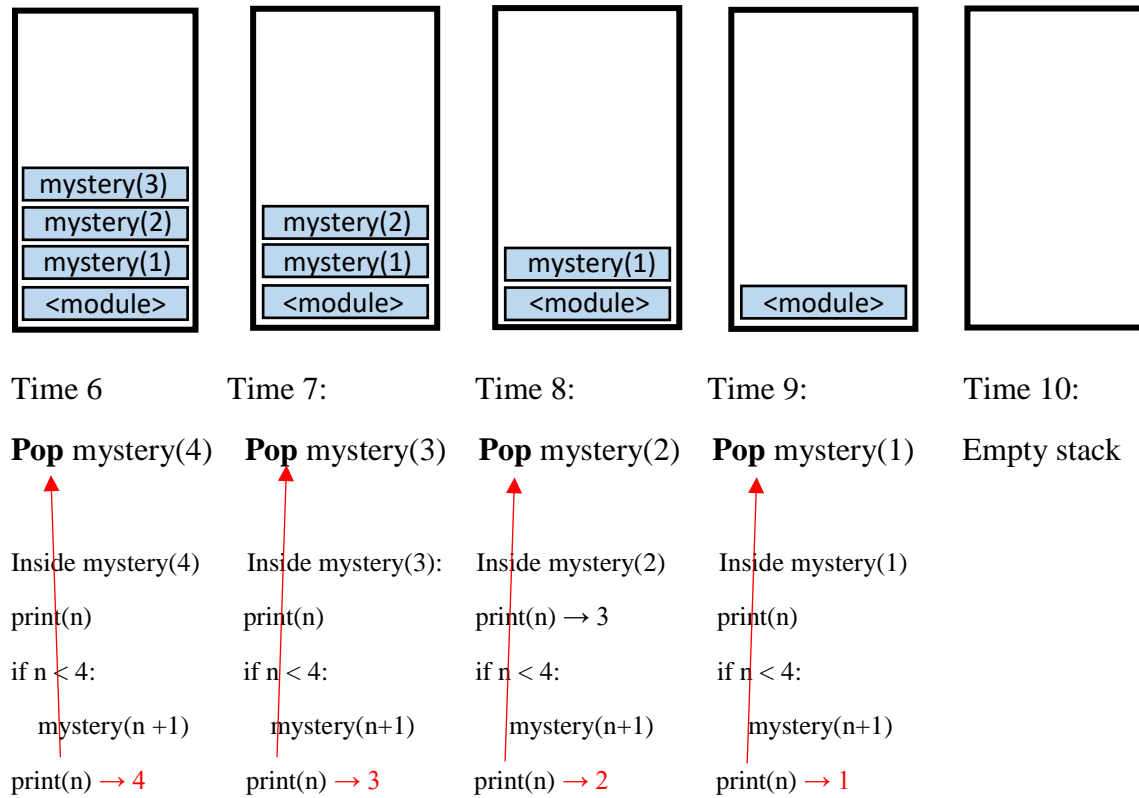 mystery(3)
mystery(2)
mystery(1)
<module>
mystery(2)
mystery(1)
<module>
mystery(1)
<module>
<module>
Time 6 Time 7: Time 8: Time 9: Time 10:
Pop mystery(4) Pop mystery(3) Pop mystery(2) Pop mystery(1) Empty stack
Inside mystery(4) Inside mystery(3): Inside mystery(2) Inside mystery(1)
print(n) print(n) print(n) → 3 print(n)
if n < 4: if n < 4: if n < 4: if n < 4:
mystery(n +1) mystery(n+1) mystery(n+1) mystery(n+1)
print(n) → 4 print(n) → 3 print(n) → 2 print(n) → 1